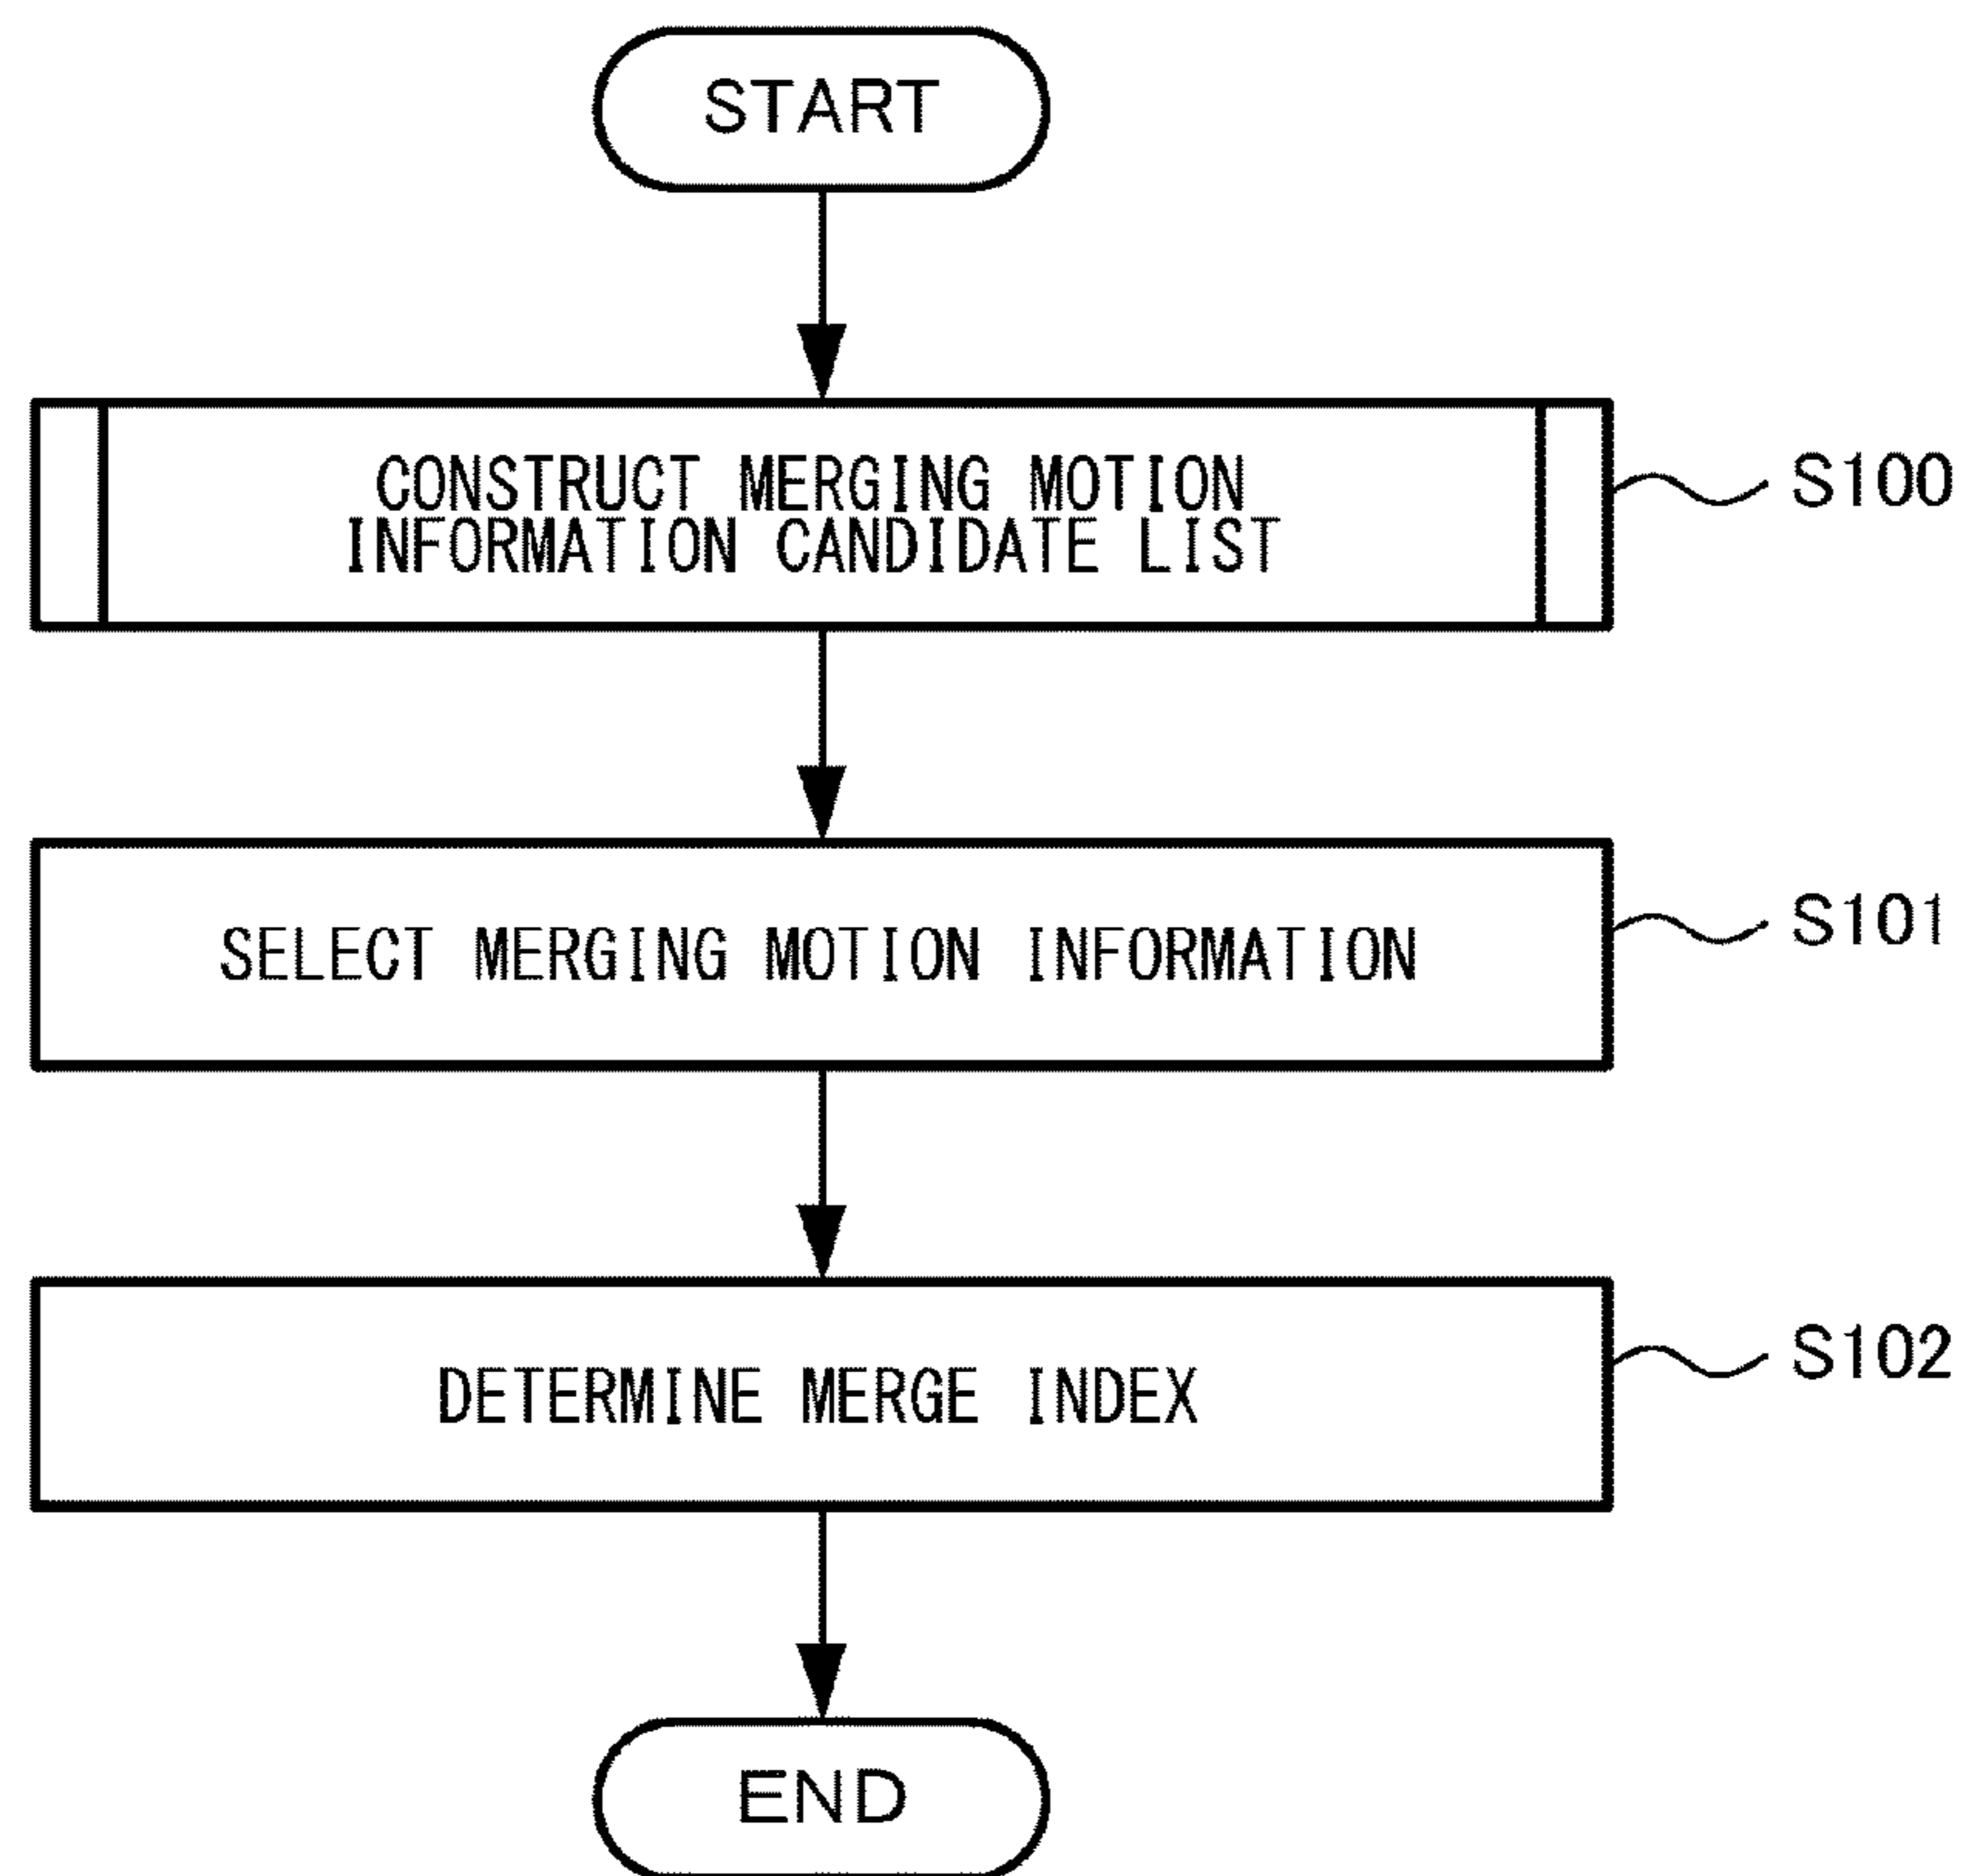 START
CONSTRUCT MERGING MOTION
INFORMATION CANDIDATE LIST
S100
SELECT MERGING MOTION INFORMATION
S101
DETERMINE MERGE INDEX
S102
END